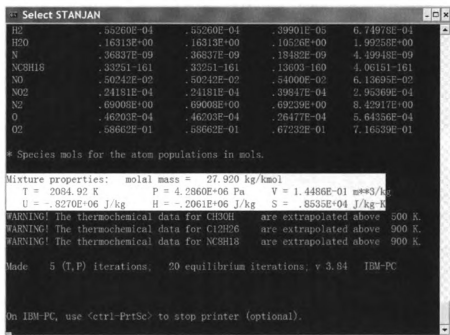 Select STANJAN
H2 .55260E-04 .55260E-04 .39901E-05 6.74978E-04
H2O .16313E+00 .16313E+00 .10526E+00 1.99258E+00
N .36837E-09 .36837E-09 .18482E-09 4.49948E-09
NC8H18 .33251-161 .33251-161 .13603-160 4.06151-161
NO .50242E-02 .50242E-02 .54000E-02 6.13695E-02
NO2 .24181E-04 .24181E-04 .39847E-04 2.95369E-04
N2 .69008E+00 .69008E+00 .69239E+00 8.42917E+00
O .46203E-04 .46203E-04 .26477E-04 5.64356E-04
O2 .58662E-01 .58662E-01 .67232E-01 7.16539E-01
* Species mols for the atom populations in mols.
Mixture properties: molal mass = 27.920 kg/kmol
T = 2084.92 K P = 4.2860E+06 Pa V = 1.4486E-01 m**3/kg
U = -.8270E+06 J/kg H = -.2061E+06 J/kg S = .8535E+04 J/kg-K
WARNING! The thermochemical data for CH3OH are extrapolated above 500 K.
WARNING! The thermochemical data for C12H26 are extrapolated above 900 K.
WARNING! The thermochemical data for NC8H18 are extrapolated above 900 K.
Made 5 (T,P) iterations; 20 equilibrium iterations; v 3.84 IBM-PC
On IBM-PC, use <ctrl-PrtSc> to stop printer (optional).